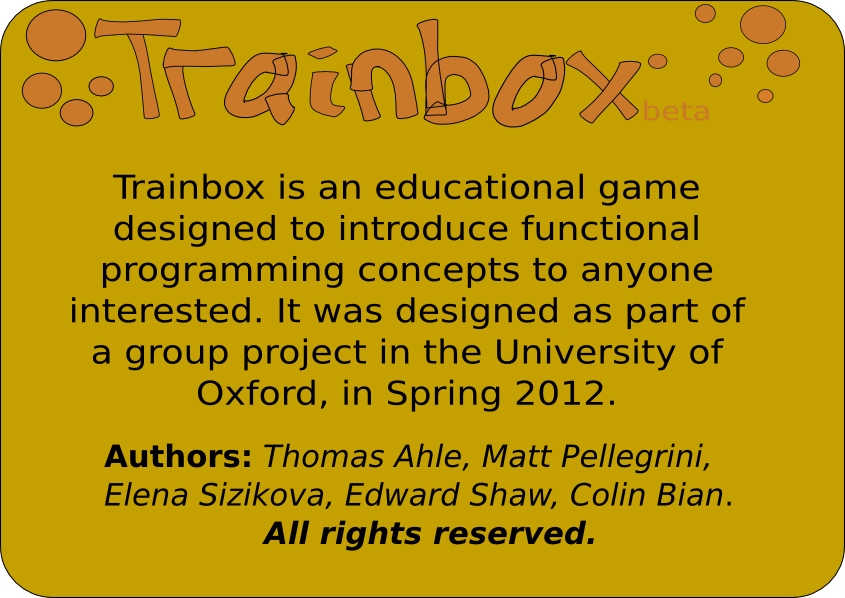 Trainbox beta
Trainbox is an educational game
designed to introduce functional
programming concepts to anyone
interested. It was designed as part of
a group project in the University of
Oxford, in Spring 2012.
Authors: Thomas Ahle, Matt Pellegrini,
Elena Sizikova, Edward Shaw, Colin Bian.
All rights reserved.